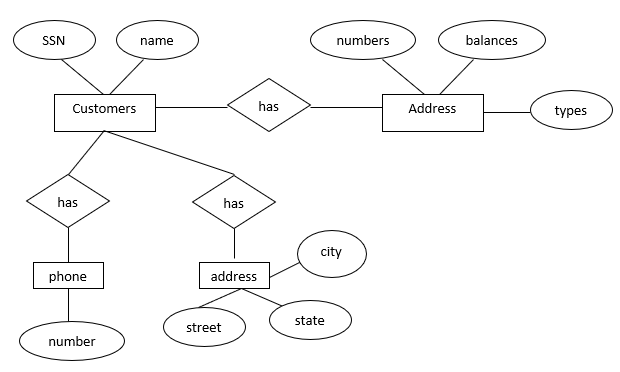 SSN
name
numbers
balances
Customers
has
Address
types
has
has
city
phone
address
street
state
number